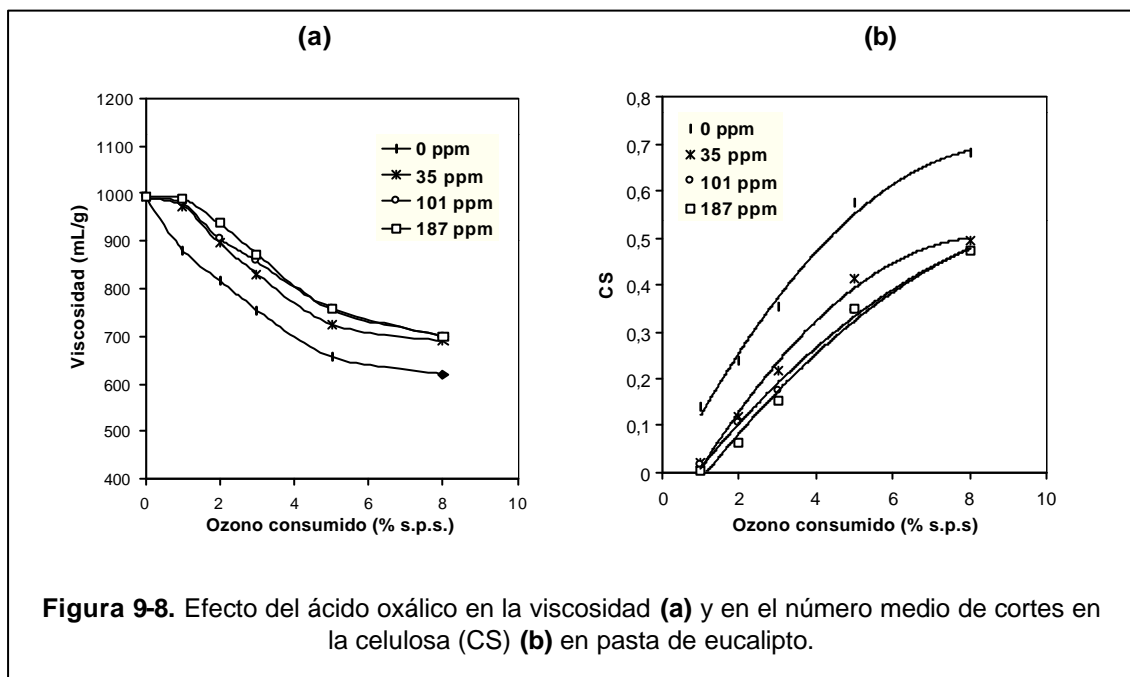 (a)
1200
1100
1000
900
800
700
600
500
400
Viscosidad (mL/g)
0 ppm
35 ppm
101 ppm
187 ppm
0 2 4 6 8 10
Ozono consumido (% s.p.s.)
(b)
0,8
0,7
0,6
0,5
0,4
0,3
0,2
0,1
0
CS
0 ppm
35 ppm
101 ppm
187 ppm
0 2 4 6 8 10
Ozono consumido (% s.p.s)
Figura 9-8. Efecto del ácido oxálico en la viscosidad (a) y en el número medio de cortes en
la celulosa (CS) (b) en pasta de eucalipto.